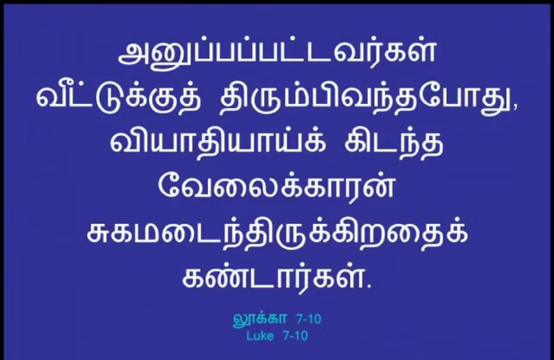 அனுப்பப்பட்டவர்கள்
வீட்டுக்குத் திரும்பிவந்தபோது,
வியாதியாய்க் கிடந்த
வேலைக்காரன்
சுகமடைந்திருக்கிறதைக்
கண்டார்கள்.
லூக்கா 7-10
Luke 7-10